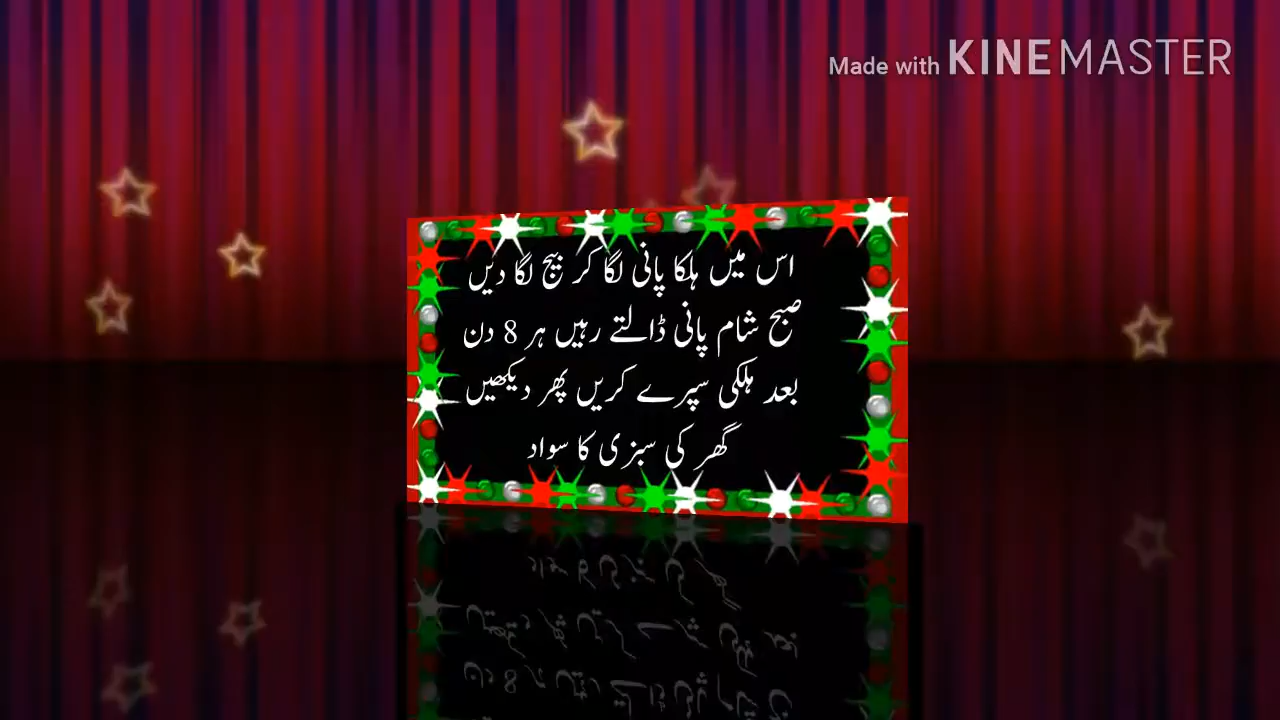 Made with KINEMASTER
اس میں ہلکا پانی لگا کر بیج لگا دیں
صبح شام پانی ڈالتے رہیں ہر 8 دن
بعد ہلکی سپرے کریں پھر دیکھیں
گھر کی سبزی کا سواد